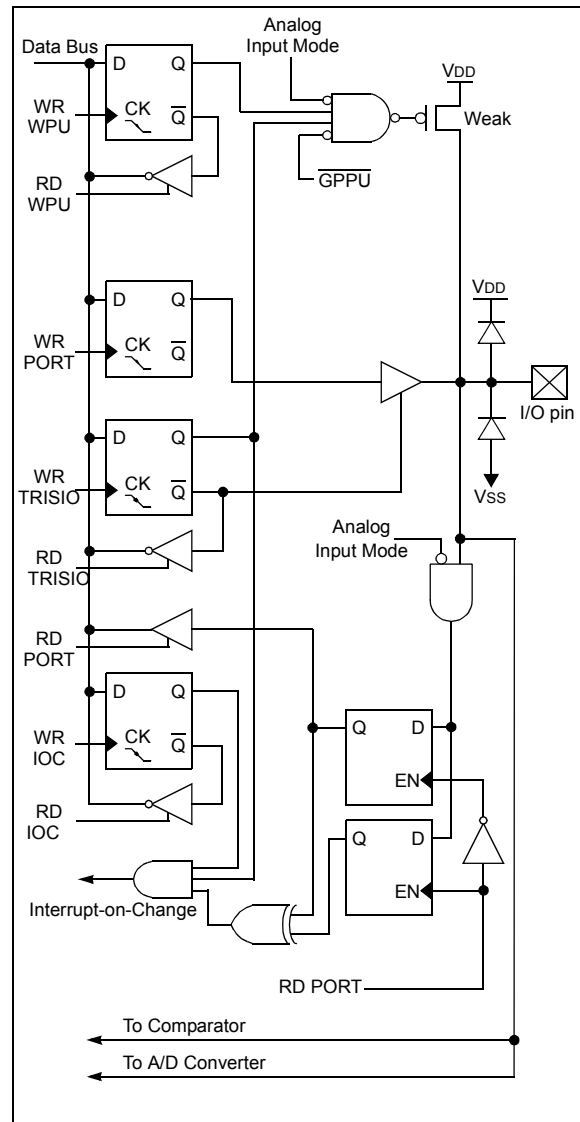 Analog
Input Mode
Data Bus
D Q
VDD
WR
WPU
CK
Q
Weak
RD
WPU
GPPU
D Q
VDD
WR
PORT
CK
Q
I/O pin
D Q
WR
TRISIO
CK
Q
VSS
Analog
Input Mode
RD
TRISIO
RD
PORT
D Q
Q D
WR
IOC
CK
Q
EN
RD
IOC
Q D
Interrupt-on-Change
EN
RD PORT
To Comparator
To A/D Converter